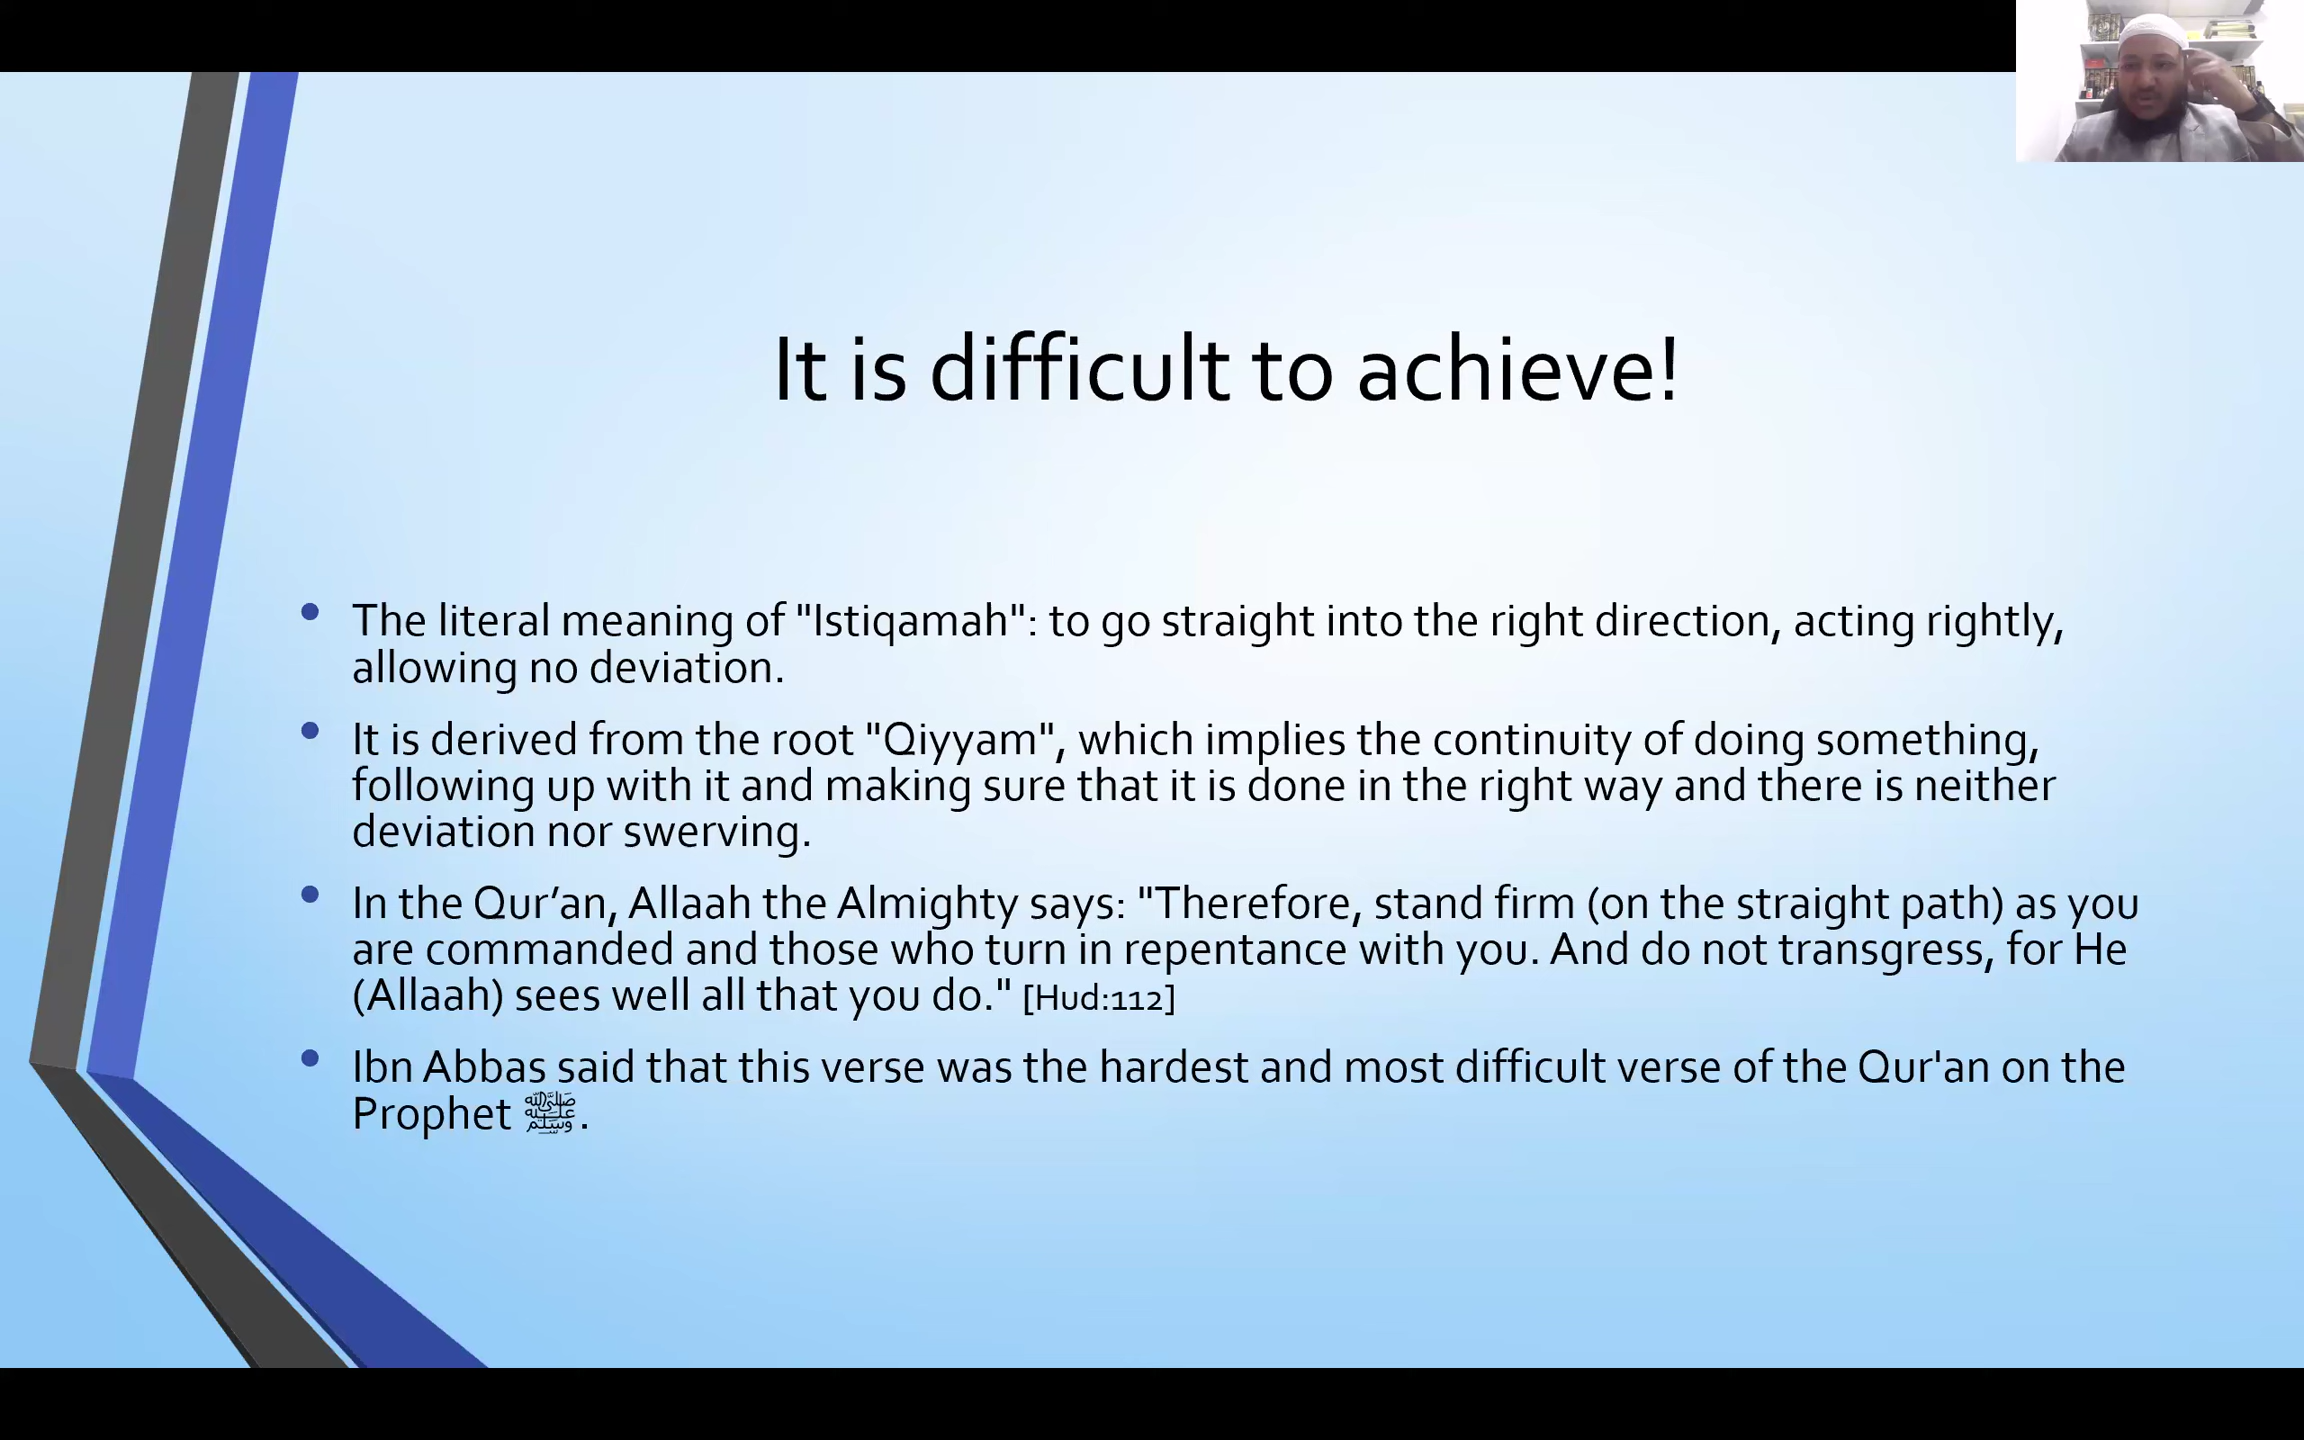 It is difficult to achieve!
• The literal meaning of "Istiqamah": to go straight into the right direction, acting rightly,
allowing no deviation.
• It is derived from the root "Qiyyam", which implies the continuity of doing something,
following up with it and making sure that it is done in the right way and there is neither
deviation nor swerving.
• In the Qur’an, Allaah the Almighty says: "Therefore, stand firm (on the straight path) as you
are commanded and those who turn in repentance with you. And do not transgress, for He
(Allaah) sees well all that you do." [Hud:112]
• Ibn Abbas said that this verse was the hardest and most difficult verse of the Qur'an on the
Prophet ﷺ.